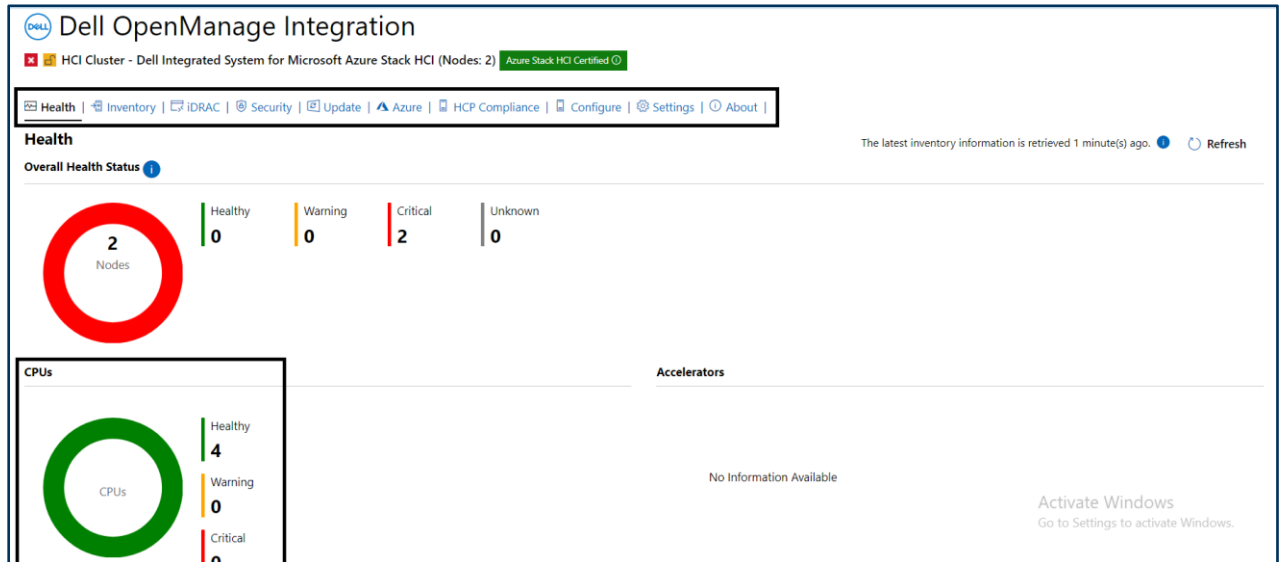 DELL Dell OpenManage Integration
HCI Cluster - Dell Integrated System for Microsoft Azure Stack HCI (Nodes: 2) Azure Stack HCI Certified
Health | Inventory | iDRAC | Security | Update | Azure | HCP Compliance | Configure | Settings | About |
Health
The latest inventory information is retrieved 1 minute(s) ago. Refresh
Overall Health Status
Healthy Warning Critical Unknown
0 0 2 0
2
Nodes
CPUs Accelerators
Healthy
4
Warning
0
CPUs
Critical
0
No Information Available
Activate Windows
Go to Settings to activate Windows.